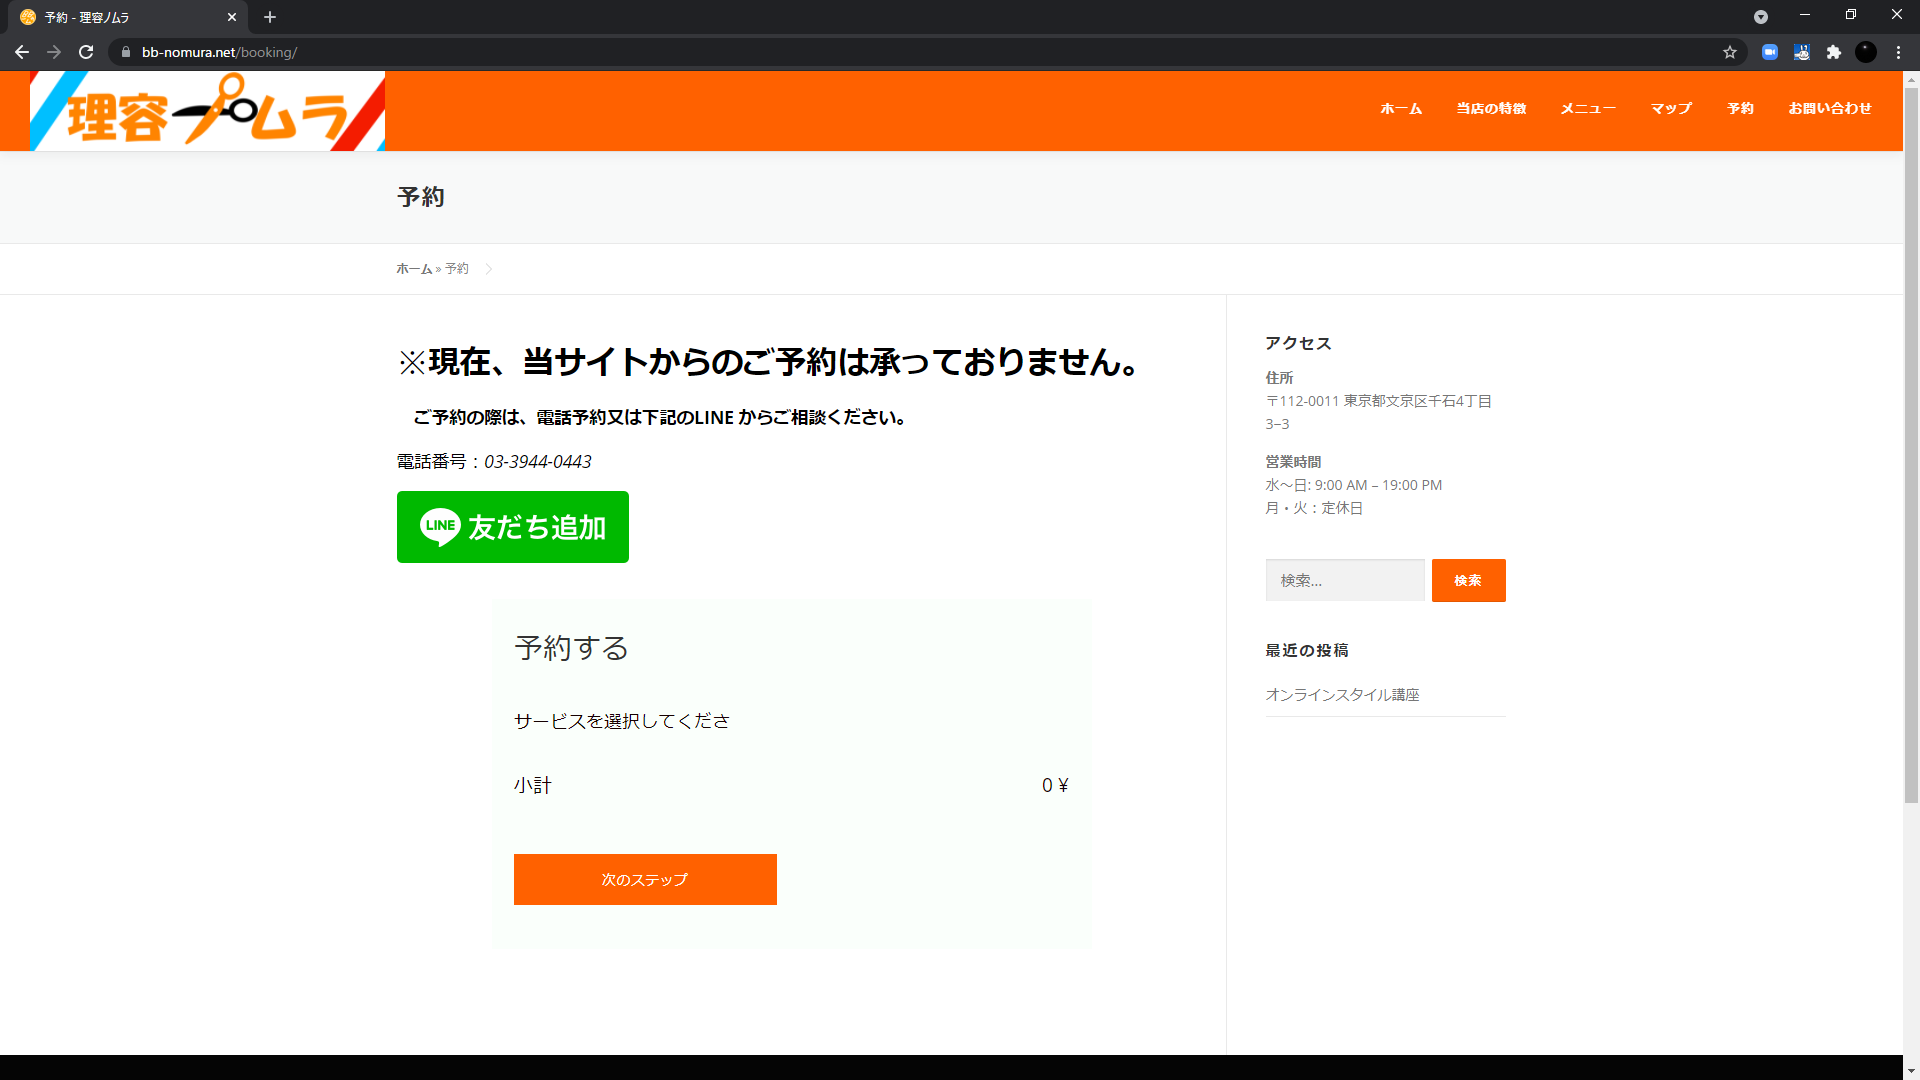 予約 - 理容ノムラ
bb-nomura.net/booking/
理容ノムラ
ホーム 当店の特徴 メニュー マップ 予約 お問い合わせ
予約
ホーム » 予約
※現在、当サイトからのご予約は承っておりません。
ご予約の際は、電話予約又は下記のLINE からご相談ください。
電話番号：03-3944-0443
LINE 友だち追加
予約する
サービスを選択してくださ
小計 0 ¥
次のステップ
アクセス
住所
〒112-0011 東京都文京区千石4丁目
3−3
営業時間
水〜日: 9:00 AM – 19:00 PM
月・火：定休日
検索…
検索
最近の投稿
オンラインスタイル講座